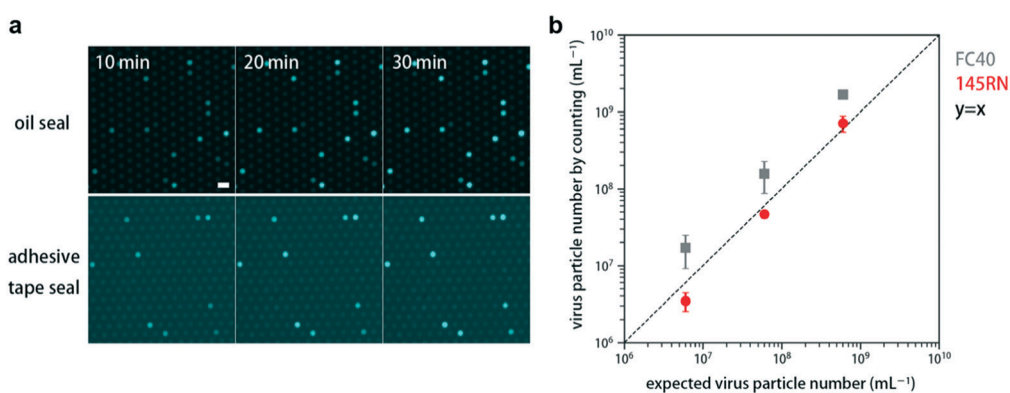 a
10 min
20 min
30 min
oil seal
adhesive
tape seal
b
virus particle number by counting (mL⁻¹)
10¹⁰
10⁹
10⁸
10⁷
10⁶
10⁶
10⁷
10⁸
10⁹
10¹⁰
expected virus particle number (mL⁻¹)
FC40
145RN
y=x